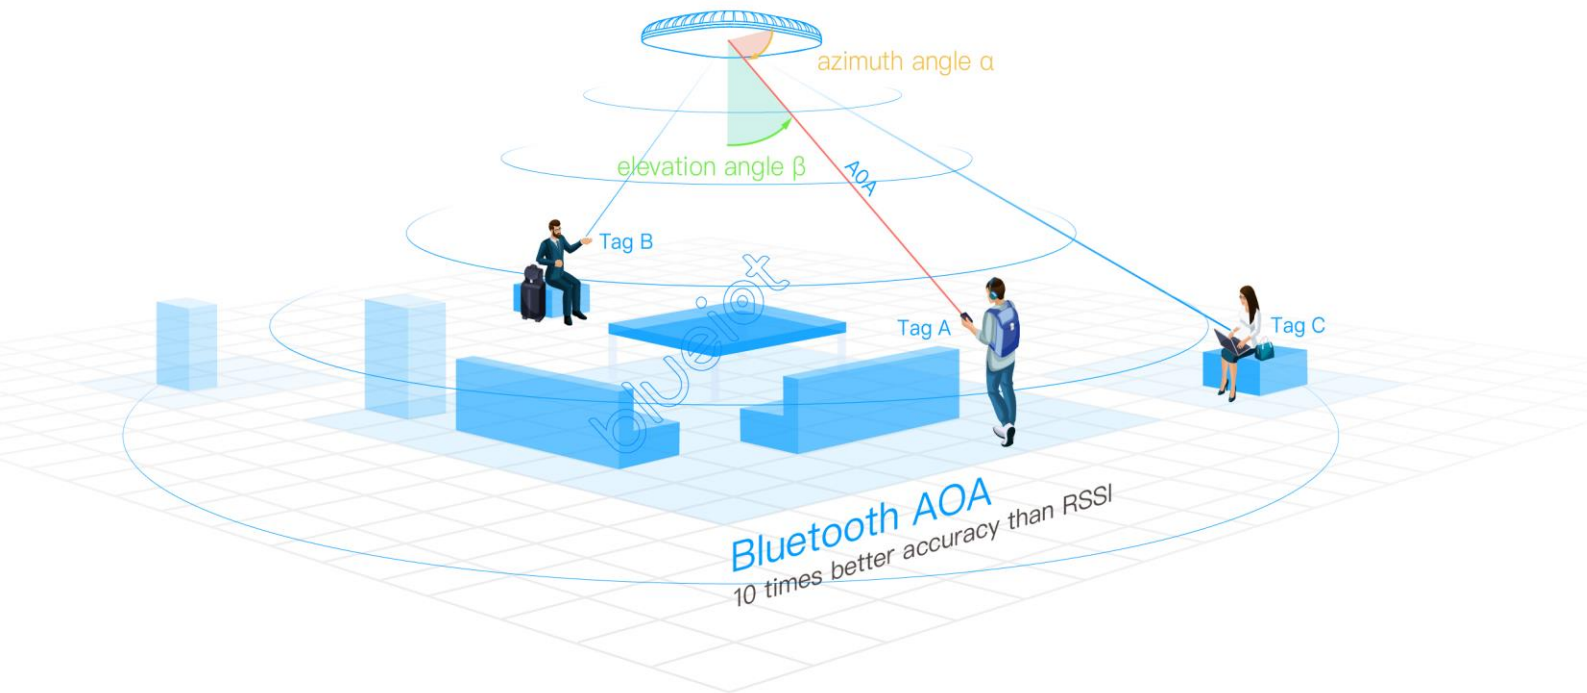 azimuth angle α
elevation angle β
AOA
Tag B
Tag A
Tag C
blueiot
Bluetooth AOA
10 times better accuracy than RSSI